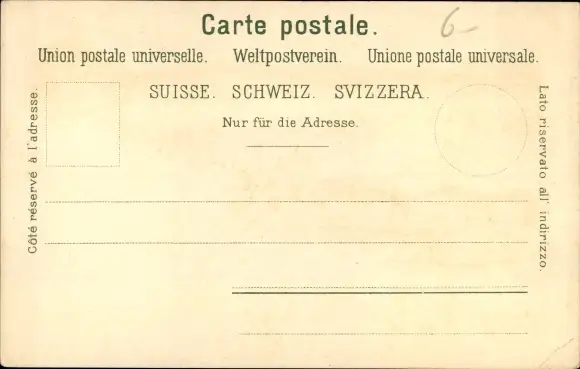 Carte postale.
6-
Union postale universelle. Weltpostverein. Unione postale universale.
SUISSE. SCHWEIZ. SVIZZERA.
Nur für die Adresse.
Côté réservé à l'adresse.
Lato riservato all' indirizzo.